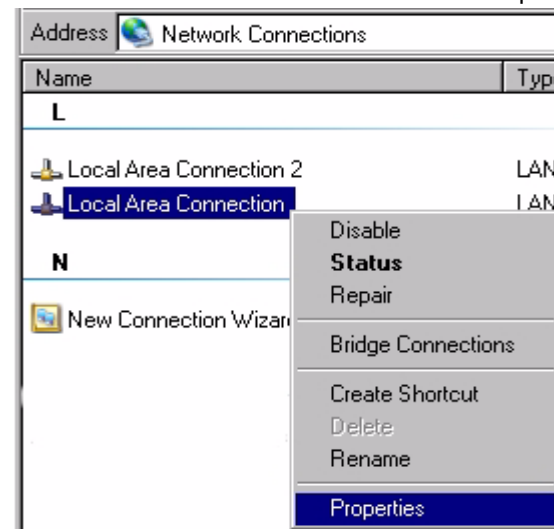 Address Network Connections
Name Typ
L
Local Area Connection 2 LAN
Local Area Connection LAN
Disable
N Status
Repair
New Connection Wizar
Bridge Connections
Create Shortcut
Delete
Rename
Properties